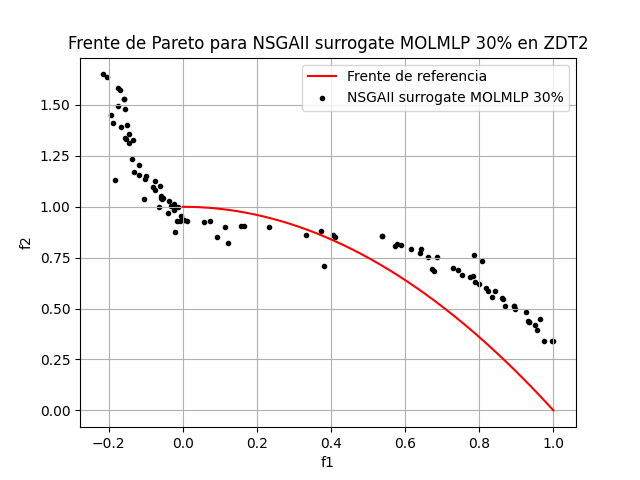 Frente de Pareto para NSGAII surrogate MOLMLP 30% en ZDT2
Frente de referencia
NSGAII surrogate MOLMLP 30%
f2
1.50
1.25
1.00
0.75
0.50
0.25
0.00
−0.2
0.0
0.2
0.4
0.6
0.8
1.0
f1